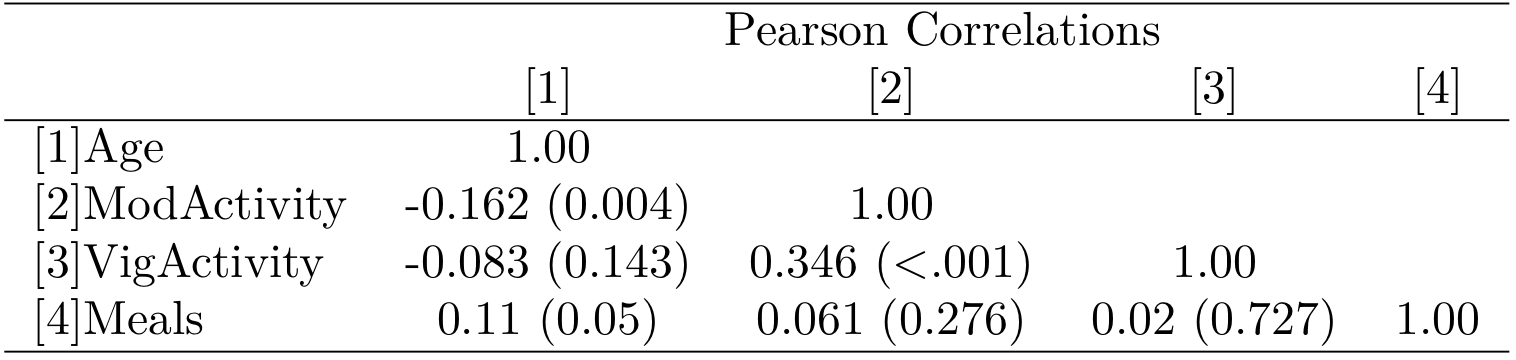 Pearson Correlations
[1] [2] [3] [4]
[1]Age 1.00
[2]ModActivity -0.162 (0.004) 1.00
[3]VigActivity -0.083 (0.143) 0.346 (<.001) 1.00
[4]Meals 0.11 (0.05) 0.061 (0.276) 0.02 (0.727) 1.00